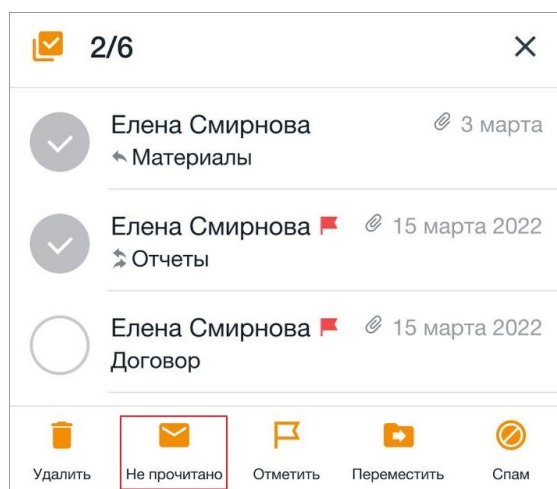 2/6
Елена Смирнова 3 марта
Материалы
Елена Смирнова 15 марта 2022
Отчеты
Елена Смирнова 15 марта 2022
Договор
Удалить Не прочитано Отметить Переместить Спам